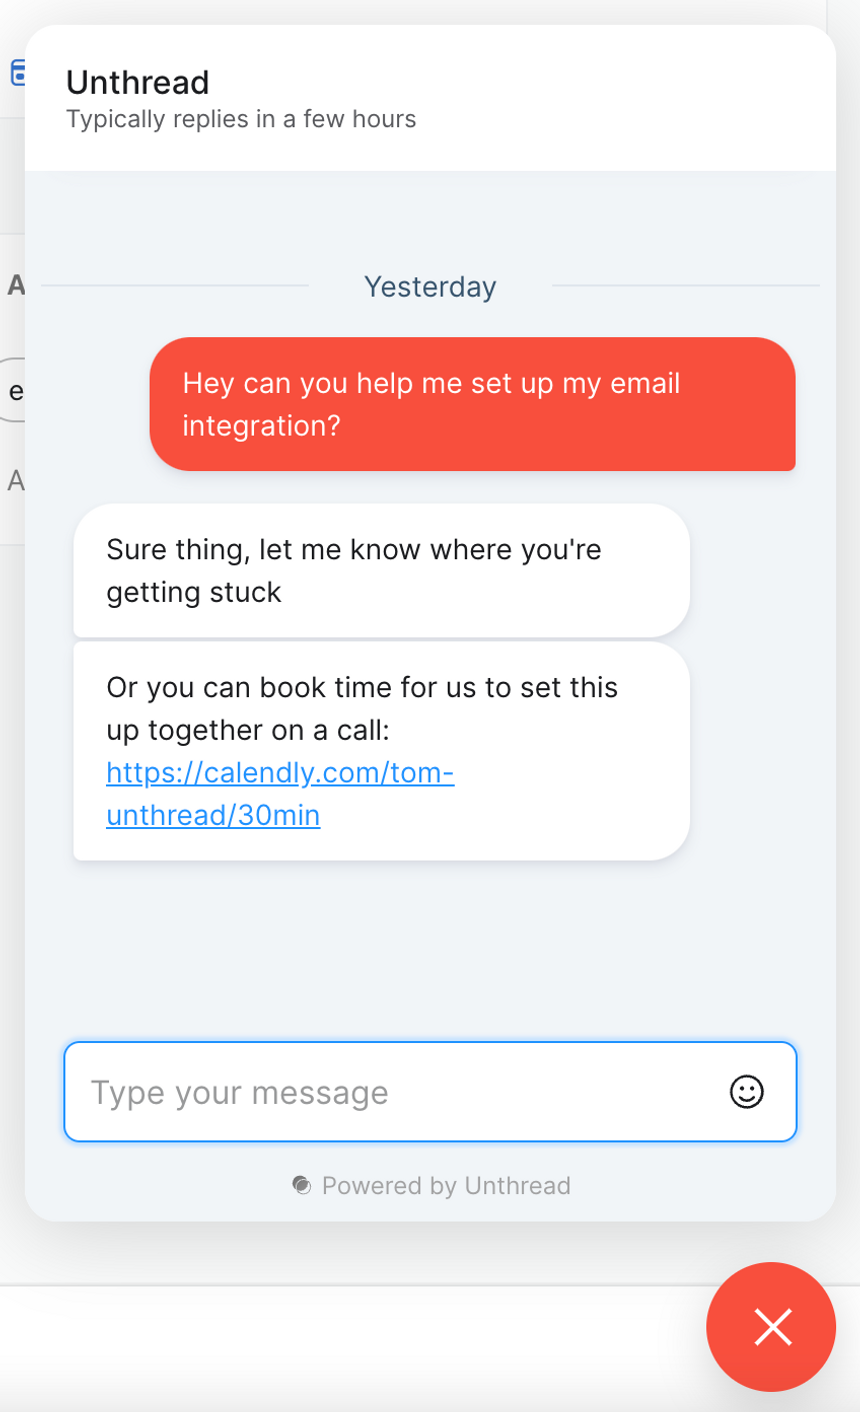 Unthread
Typically replies in a few hours
A
Yesterday
Hey can you help me set up my email
integration?
e
Sure thing, let me know where you're
getting stuck
A
Or you can book time for us to set this
up together on a call:
https://calendly.com/tom-
unthread/30min
Type your message
Powered by Unthread